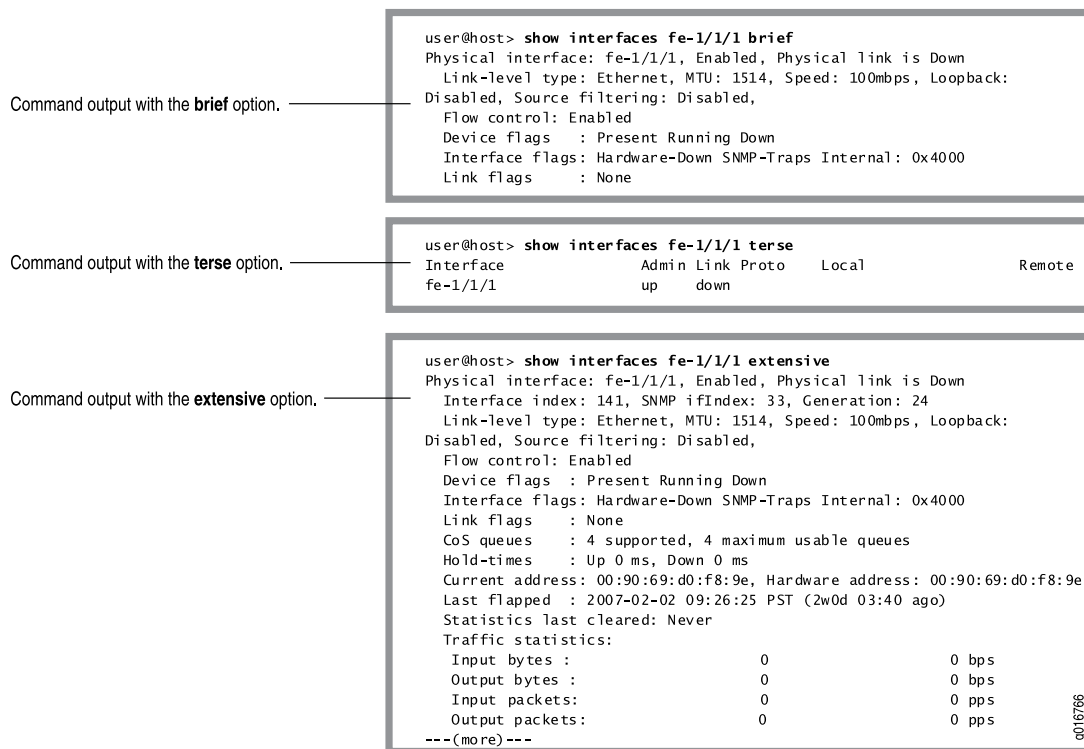 user@host> show interfaces fe-1/1/1 brief
Physical interface: fe-1/1/1, Enabled, Physical link is Down
Link-level type: Ethernet, MTU: 1514, Speed: 100mbps, Loopback:
Command output with the brief option.
Disabled, Source filtering: Disabled,
Flow control: Enabled
Device flags : Present Running Down
Interface flags: Hardware-Down SNMP-Traps Internal: 0x4000
Link flags : None
user@host> show interfaces fe-1/1/1 terse
Command output with the terse option.
Interface Admin Link Proto Local Remote
fe-1/1/1 up down
user@host> show interfaces fe-1/1/1 extensive
Physical interface: fe-1/1/1, Enabled, Physical link is Down
Command output with the extensive option.
Interface index: 141, SNMP ifIndex: 33, Generation: 24
Link-level type: Ethernet, MTU: 1514, Speed: 100mbps, Loopback:
Disabled, Source filtering: Disabled,
Flow control: Enabled
Device flags : Present Running Down
Interface flags: Hardware-Down SNMP-Traps Internal: 0x4000
Link flags : None
CoS queues : 4 supported, 4 maximum usable queues
Hold-times : Up 0 ms, Down 0 ms
Current address: 00:90:69:d0:f8:9e, Hardware address: 00:90:69:d0:f8:9e
Last flapped : 2007-02-02 09:26:25 PST (2w0d 03:40 ago)
Statistics last cleared: Never
Traffic statistics:
Input bytes : 0 0 bps
Output bytes : 0 0 bps
Input packets: 0 0 pps
Output packets: 0 0 pps
---(more)---
g016766